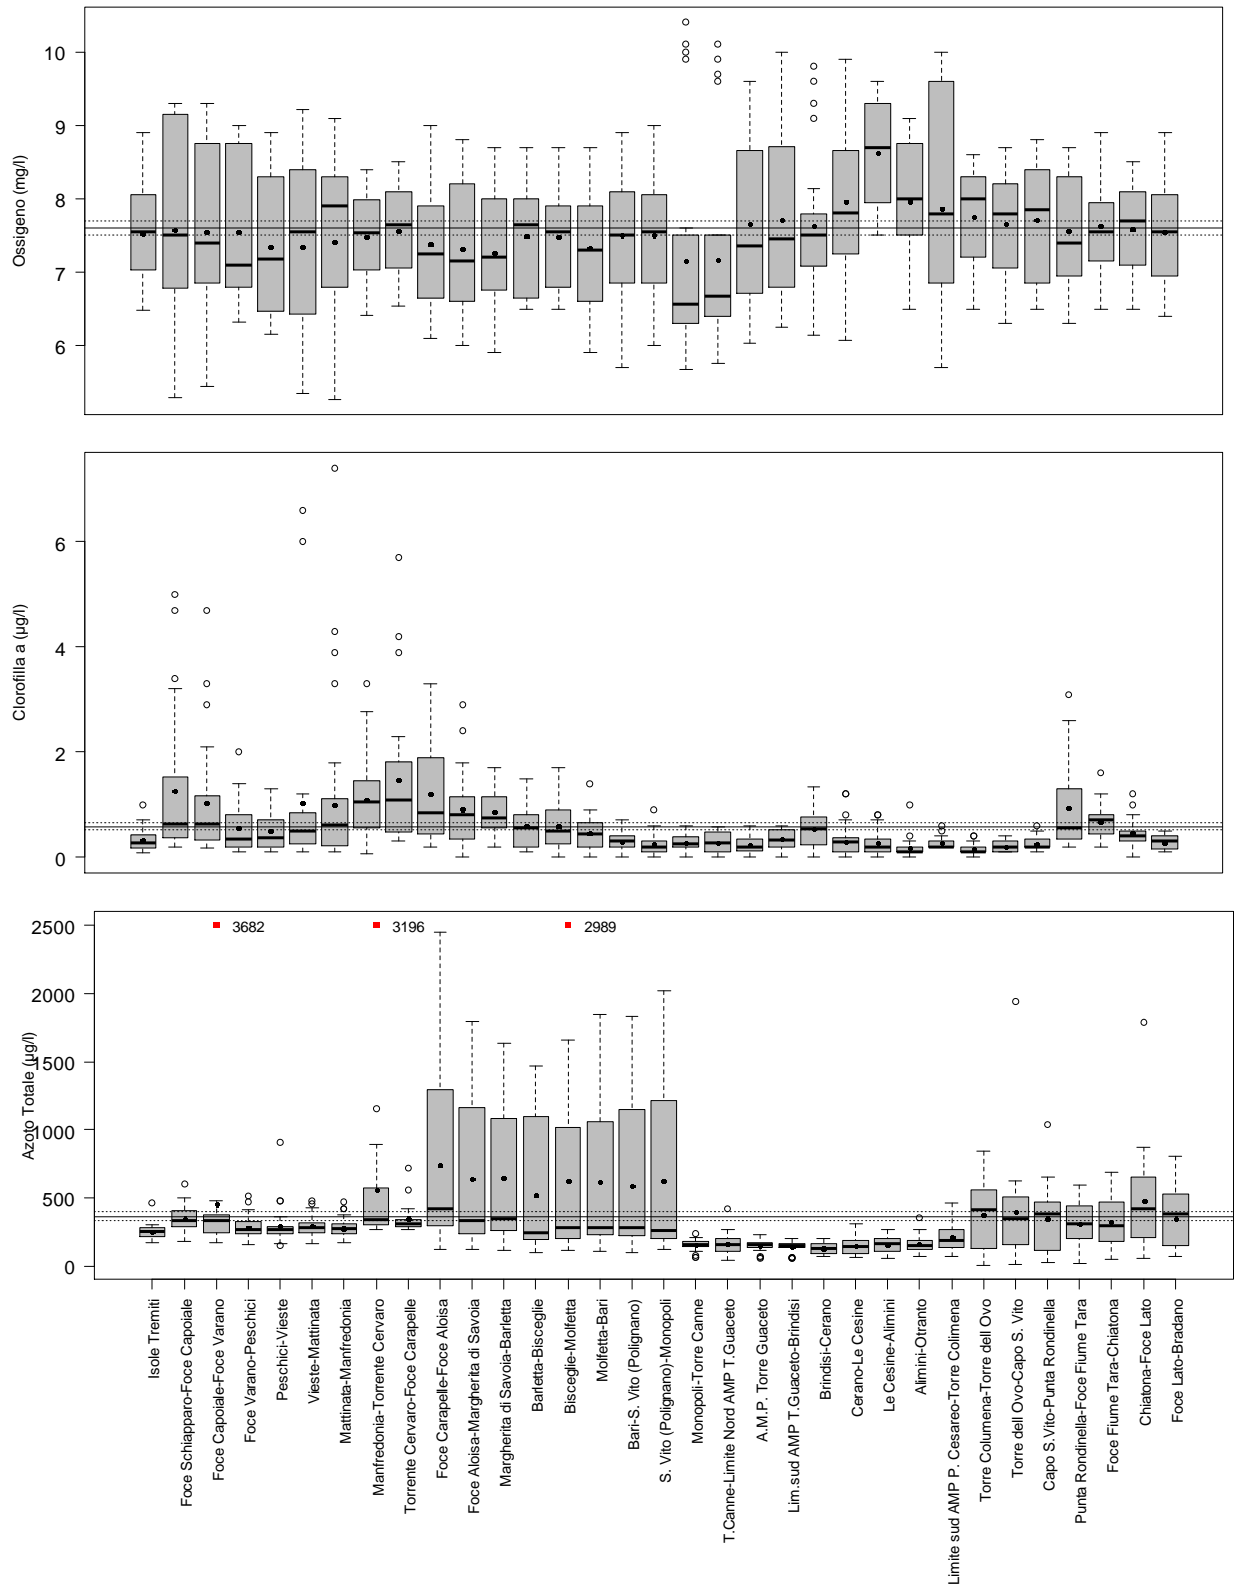 10
9
8
7
6
Ossigeno (mg/l)
6
4
2
0
Clorofilla a (µg/l)
3682
3196
2989
2500
2000
1500
1000
500
0
Azoto Totale (µg/l)
Isole Tremiti
Foce Schiapparo-Foce Capoiale
Foce Capoiale-Foce Varano
Foce Varano-Peschici
Peschici-Vieste
Vieste-Mattinata
Mattinata-Manfredonia
Manfredonia-Torrente Cervaro
Torrente Cervaro-Foce Carapelle
Foce Carapelle-Foce Aloisa
Foce Aloisa-Margherita di Savoia
Margherita di Savoia-Barletta
Barletta-Bisceglie
Bisceglie-Molfetta
Molfetta-Bari
Bari-S. Vito (Polignano)
S. Vito (Polignano)-Monopoli
Monopoli-Torre Canne
T.Canne-Limite Nord AMP T.Guaceto
A.M.P. Torre Guaceto
Lim.sud AMP T.Guaceto-Brindisi
Brindisi-Cerano
Cerano-Le Cesine
Le Cesine-Alimini
Alimini-Otranto
Limite sud AMP P. Cesareo-Torre Colimena
Torre Columena-Torre dell Ovo
Torre dell Ovo-Capo S. Vito
Capo S.Vito-Punta Rondinella
Punta Rondinella-Foce Fiume Tara
Foce Fiume Tara-Chiatona
Chiatona-Foce Lato
Foce Lato-Bradano